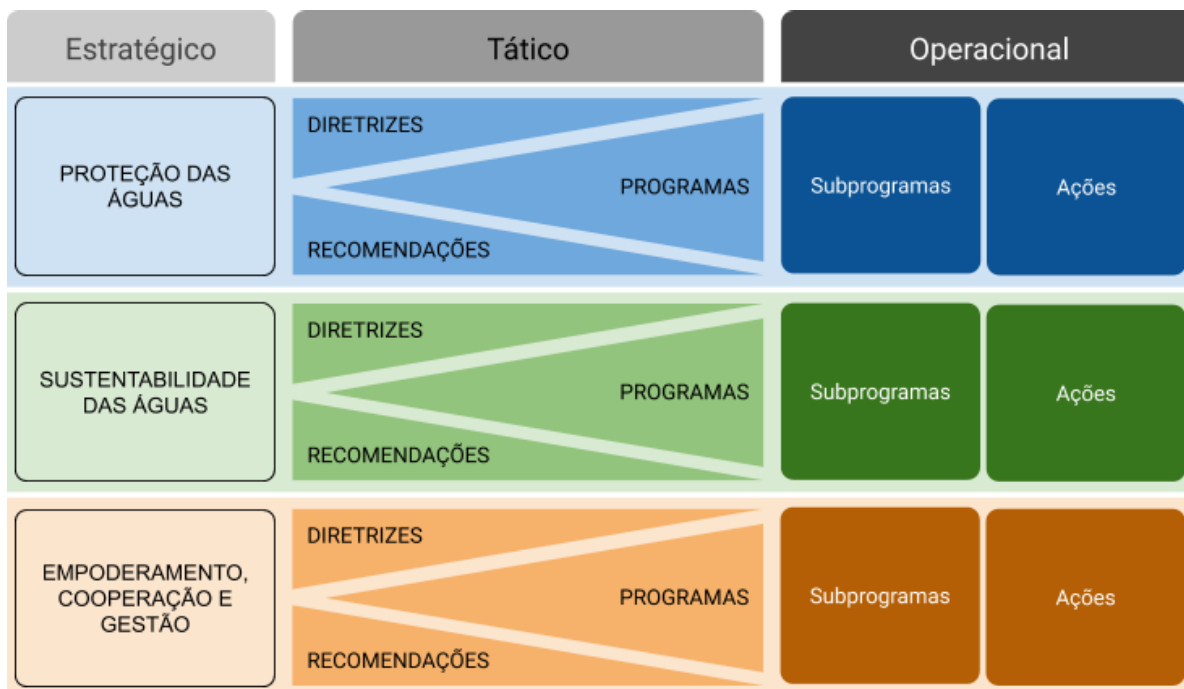 Estratégico
Tático
Operacional
PROTEÇÃO DAS
ÁGUAS
DIRETRIZES
PROGRAMAS
RECOMENDAÇÕES
Subprogramas
Ações
SUSTENTABILIDADE
DAS ÁGUAS
DIRETRIZES
PROGRAMAS
RECOMENDAÇÕES
Subprogramas
Ações
EMPODERAMENTO,
COOPERAÇÃO E
GESTÃO
DIRETRIZES
PROGRAMAS
RECOMENDAÇÕES
Subprogramas
Ações